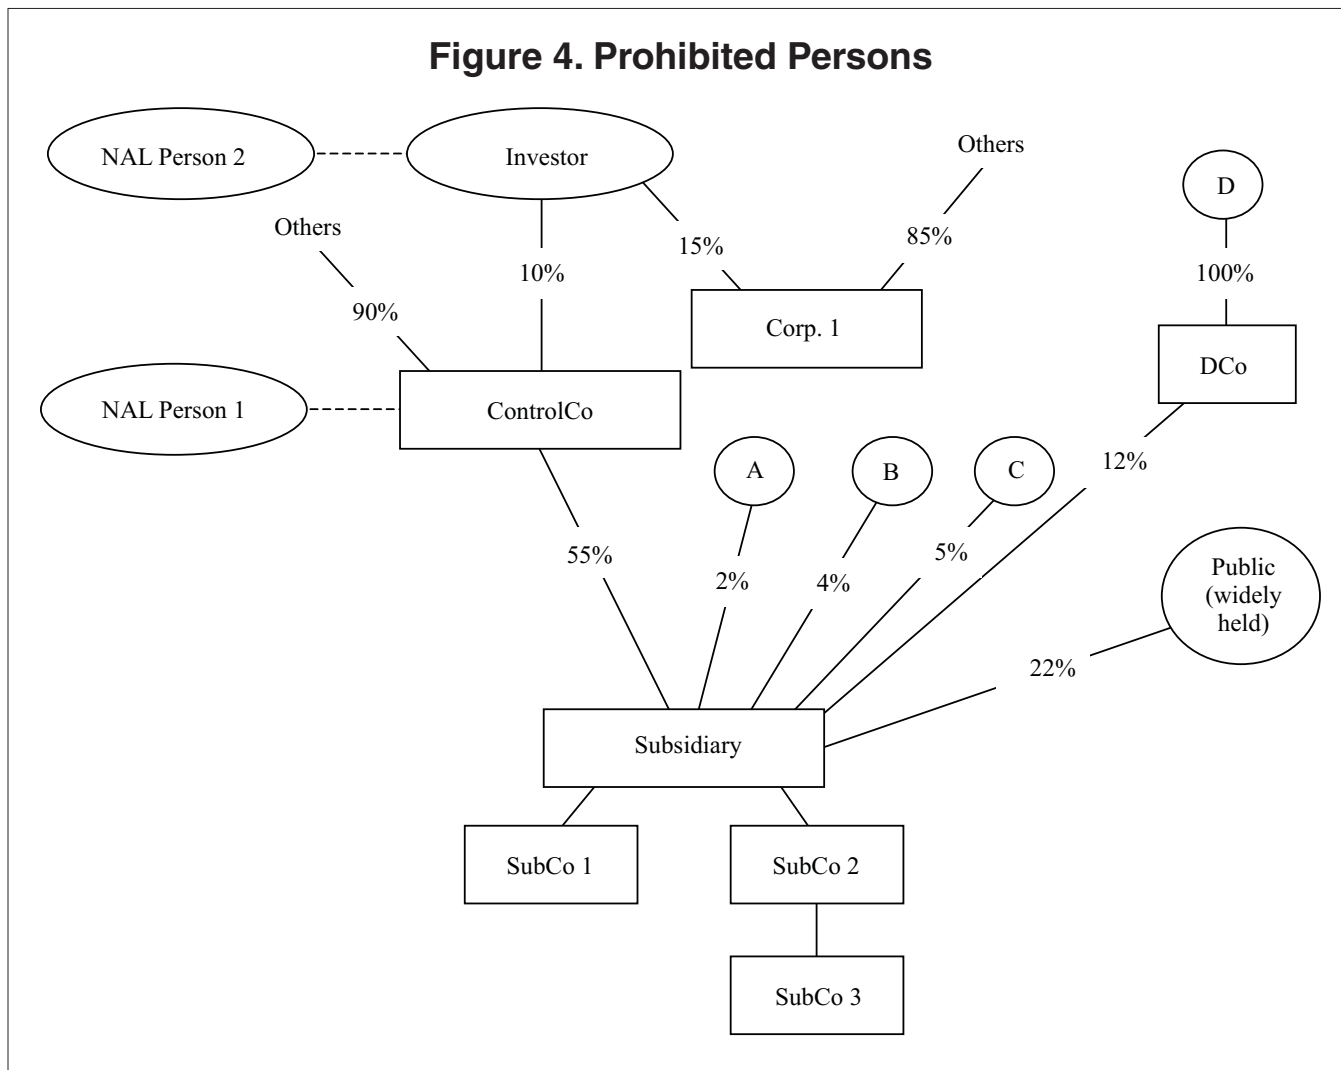 Figure 4. Prohibited Persons
NAL Person 2
Investor
Others
D
Others
15%
85%
10%
100%
90%
Corp. 1
DCo
NAL Person 1
ControlCo
A
B
C
12%
55%
2%
4%
5%
Public
(widely
held)
22%
Subsidiary
SubCo 1
SubCo 2
SubCo 3